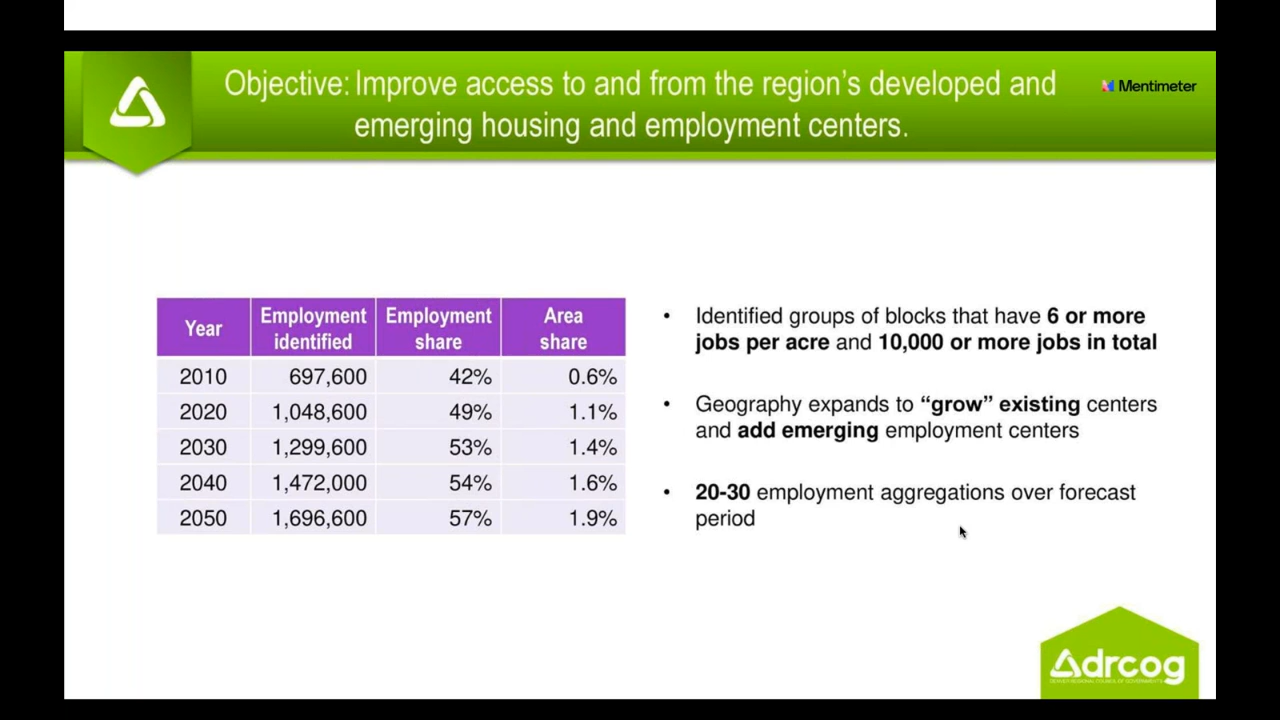 Objective: Improve access to and from the region’s developed and
emerging housing and employment centers.
Mentimeter
Year
Employment
identified
Employment
share
Area
share
2010 697,600 42% 0.6%
2020 1,048,600 49% 1.1%
2030 1,299,600 53% 1.4%
2040 1,472,000 54% 1.6%
2050 1,696,600 57% 1.9%
• Identified groups of blocks that have 6 or more
jobs per acre and 10,000 or more jobs in total
• Geography expands to “grow” existing centers
and add emerging employment centers
• 20-30 employment aggregations over forecast
period
drcog
DENVER REGIONAL COUNCIL OF GOVERNMENTS